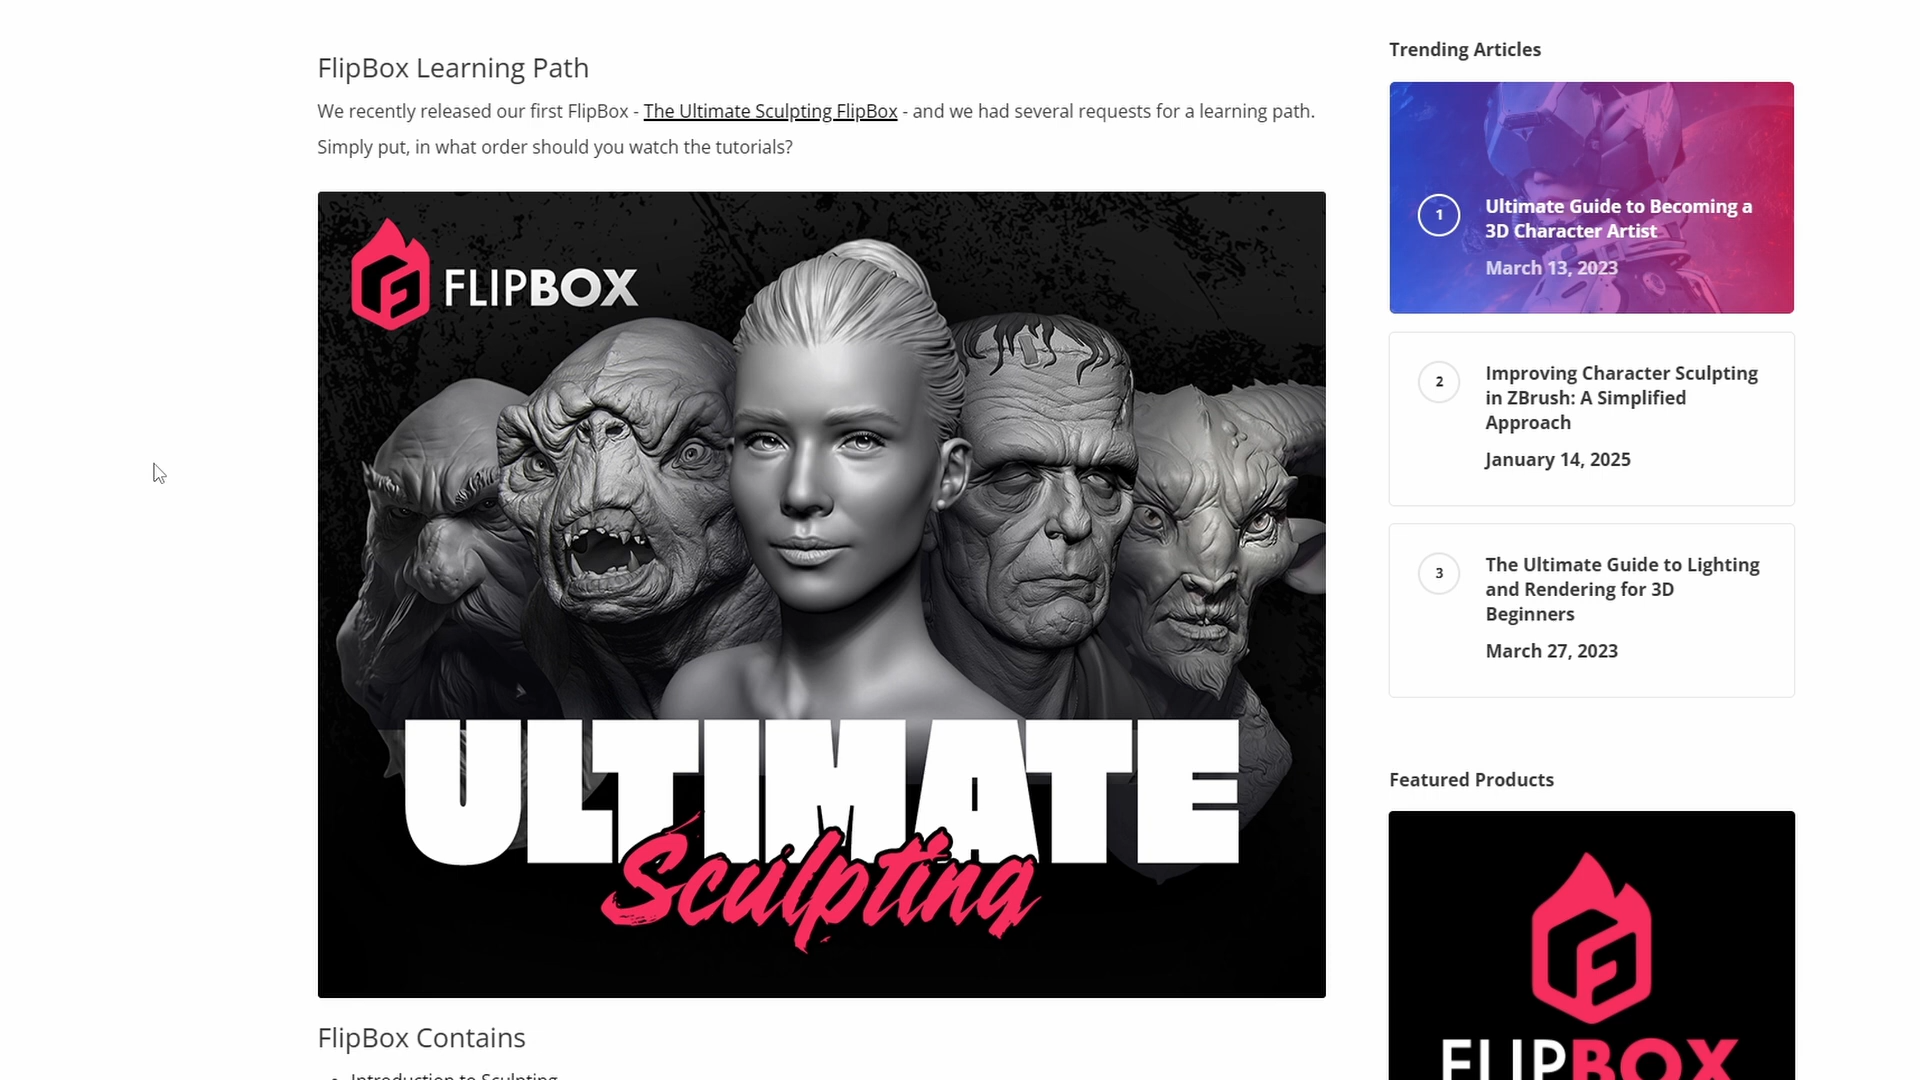 FlipBox Learning Path
We recently released our first FlipBox - The Ultimate Sculpting FlipBox - and we had several requests for a learning path.
Simply put, in what order should you watch the tutorials?
FLIPBOX
ULTIMATE
Sculpting
FlipBox Contains
• Introduction to Sculpting
Trending Articles
1
Ultimate Guide to Becoming a
3D Character Artist
March 13, 2023
2
Improving Character Sculpting
in ZBrush: A Simplified
Approach
January 14, 2025
3
The Ultimate Guide to Lighting
and Rendering for 3D
Beginners
March 27, 2023
Featured Products
FLIPBOX